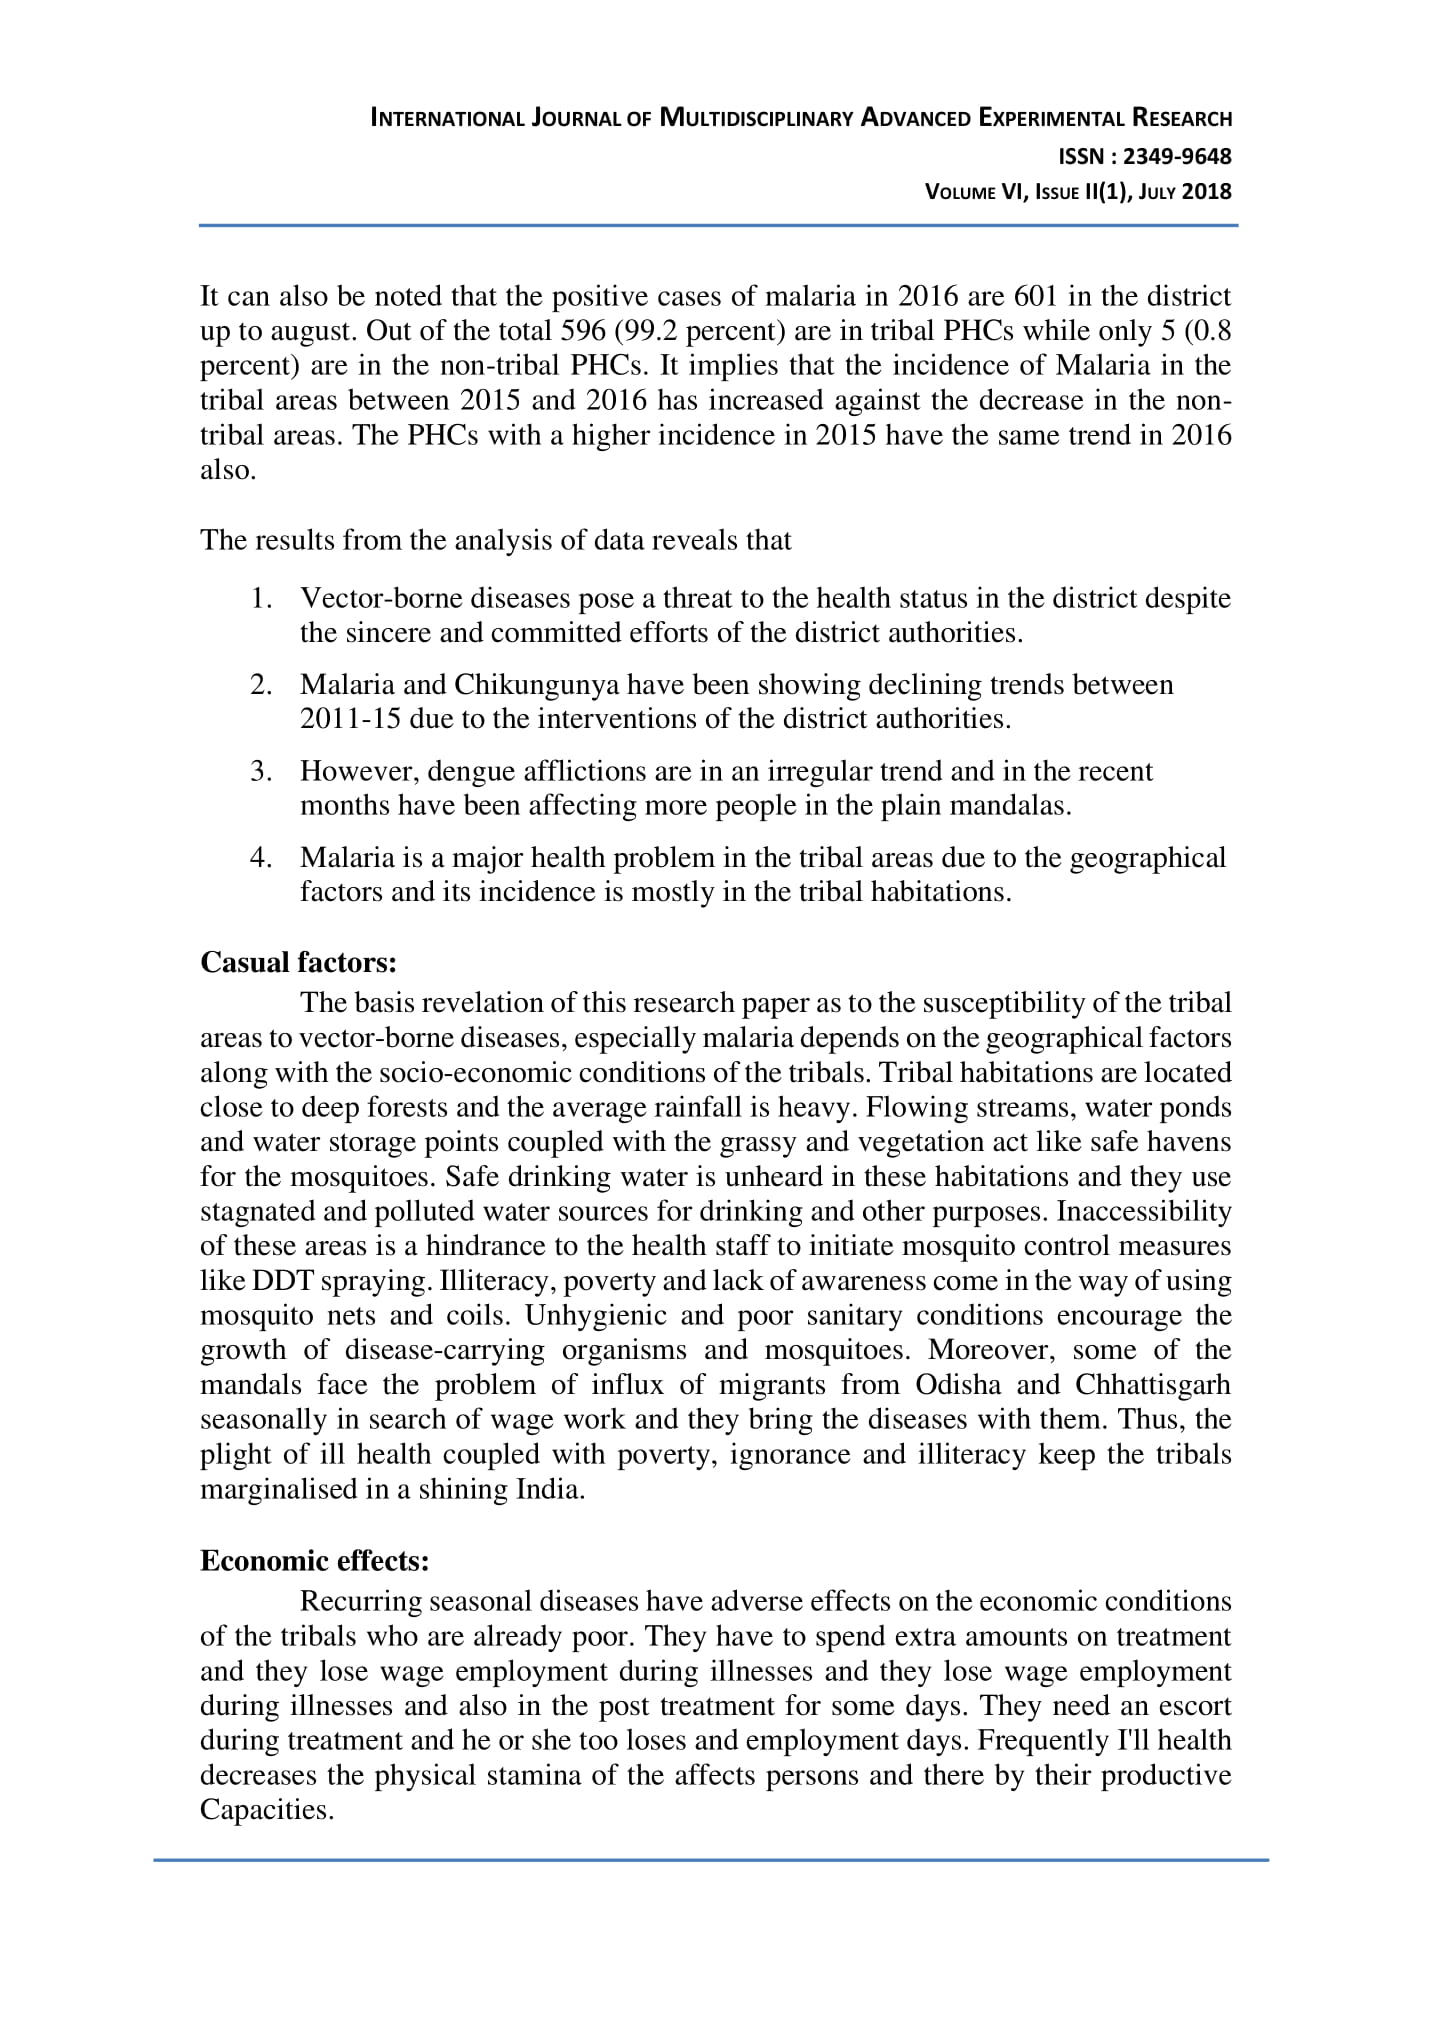 INTERNATIONAL JOURNAL OF MULTIDISCIPLINARY ADVANCED EXPERIMENTAL RESEARCH
ISSN : 2349-9648
VOLUME VI, ISSUE II(1), JULY 2018
It can also be noted that the positive cases of malaria in 2016 are 601 in the district
up to august. Out of the total 596 (99.2 percent) are in tribal PHCs while only 5 (0.8
percent) are in the non-tribal PHCs. It implies that the incidence of Malaria in the
tribal areas between 2015 and 2016 has increased against the decrease in the non-
tribal areas. The PHCs with a higher incidence in 2015 have the same trend in 2016
also.
The results from the analysis of data reveals that
1. Vector-borne diseases pose a threat to the health status in the district despite
the sincere and committed efforts of the district authorities.
2. Malaria and Chikungunya have been showing declining trends between
2011-15 due to the interventions of the district authorities.
3. However, dengue afflictions are in an irregular trend and in the recent
months have been affecting more people in the plain mandalas.
4. Malaria is a major health problem in the tribal areas due to the geographical
factors and its incidence is mostly in the tribal habitations.
Casual factors:
The basis revelation of this research paper as to the susceptibility of the tribal
areas to vector-borne diseases, especially malaria depends on the geographical factors
along with the socio-economic conditions of the tribals. Tribal habitations are located
close to deep forests and the average rainfall is heavy. Flowing streams, water ponds
and water storage points coupled with the grassy and vegetation act like safe havens
for the mosquitoes. Safe drinking water is unheard in these habitations and they use
stagnated and polluted water sources for drinking and other purposes. Inaccessibility
of these areas is a hindrance to the health staff to initiate mosquito control measures
like DDT spraying. Illiteracy, poverty and lack of awareness come in the way of using
mosquito nets and coils. Unhygienic and poor sanitary conditions encourage the
growth of disease-carrying organisms and mosquitoes. Moreover, some of the
mandals face the problem of influx of migrants from Odisha and Chhattisgarh
seasonally in search of wage work and they bring the diseases with them. Thus, the
plight of ill health coupled with poverty, ignorance and illiteracy keep the tribals
marginalised in a shining India.
Economic effects:
Recurring seasonal diseases have adverse effects on the economic conditions
of the tribals who are already poor. They have to spend extra amounts on treatment
and they lose wage employment during illnesses and they lose wage employment
during illnesses and also in the post treatment for some days. They need an escort
during treatment and he or she too loses and employment days. Frequently I'll health
decreases the physical stamina of the affects persons and there by their productive
Capacities.